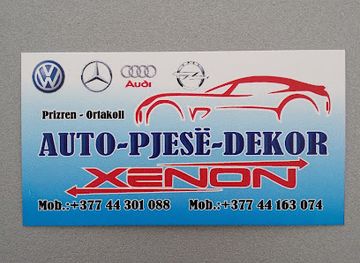 Audi
Prizren - Ortakoll
AUTO-PJESË-DEKOR
XENON
Mob.:+377 44 301 088 Mob.:+377 44 163 074